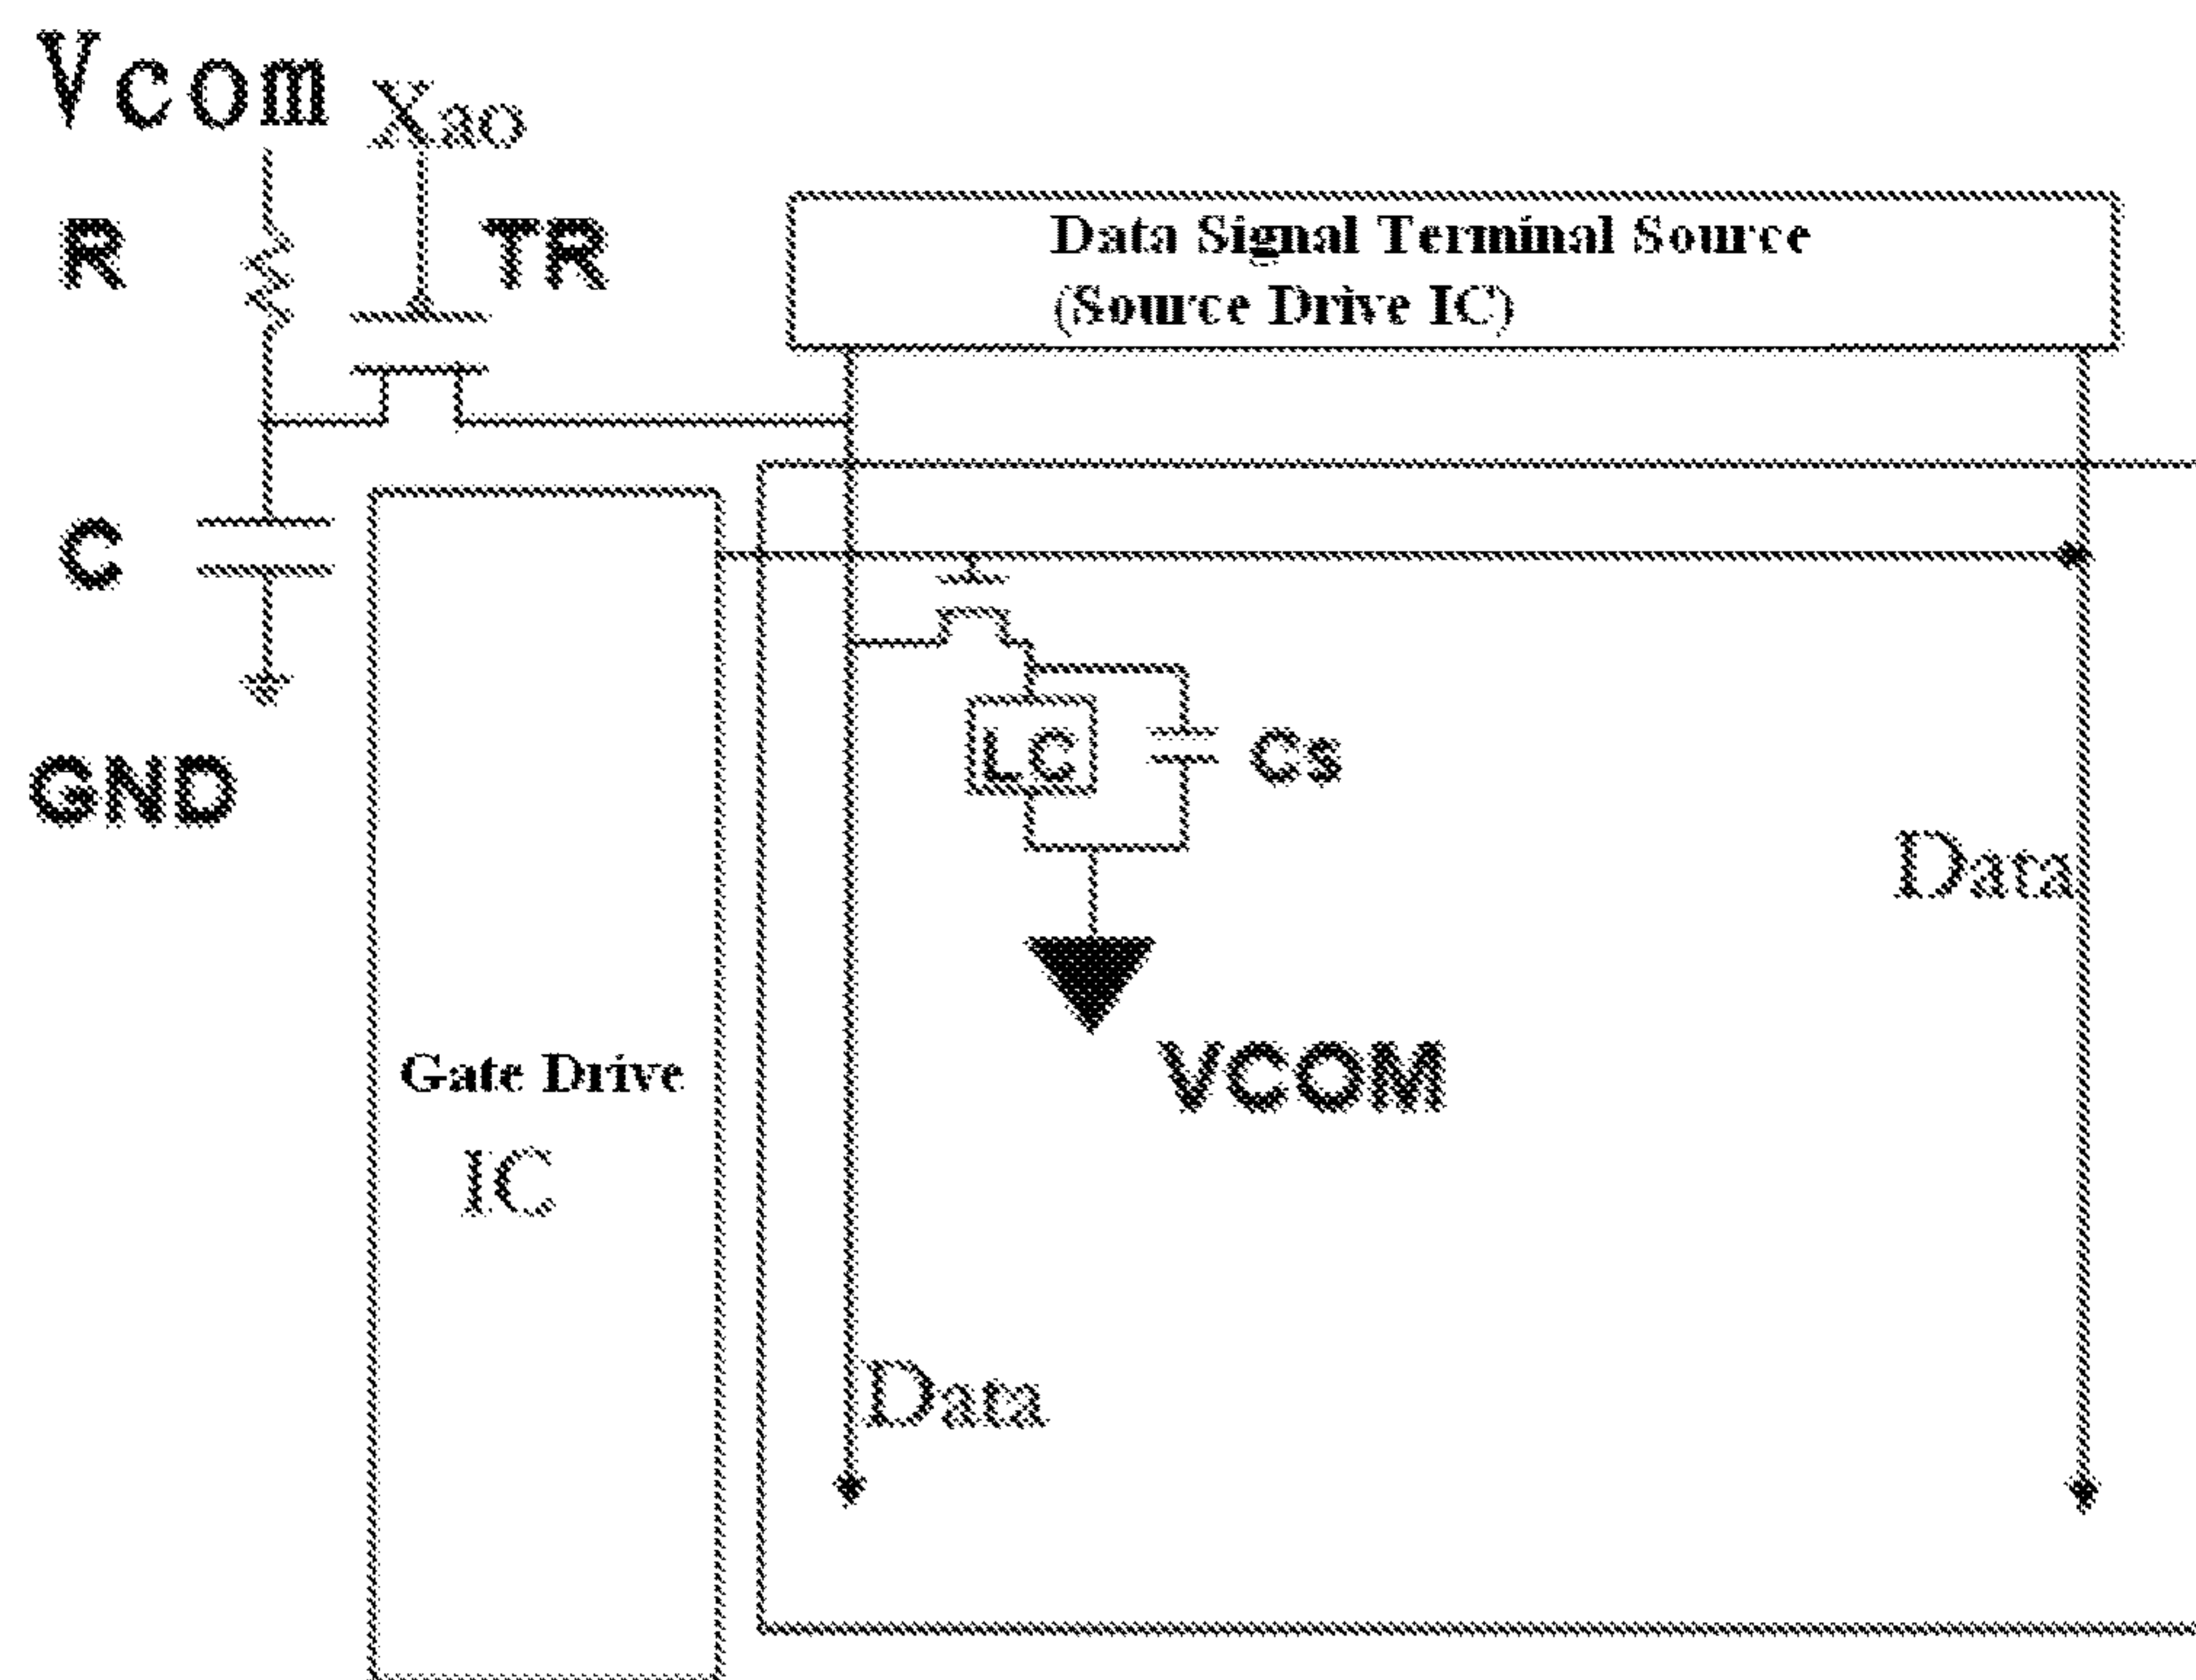 Vcom
Xao
R
TR
Data Signal Terminal Source
(Source Drive IC)
C
GND
LC
Cs
Data
VCOM
Gate Drive
IC
Data